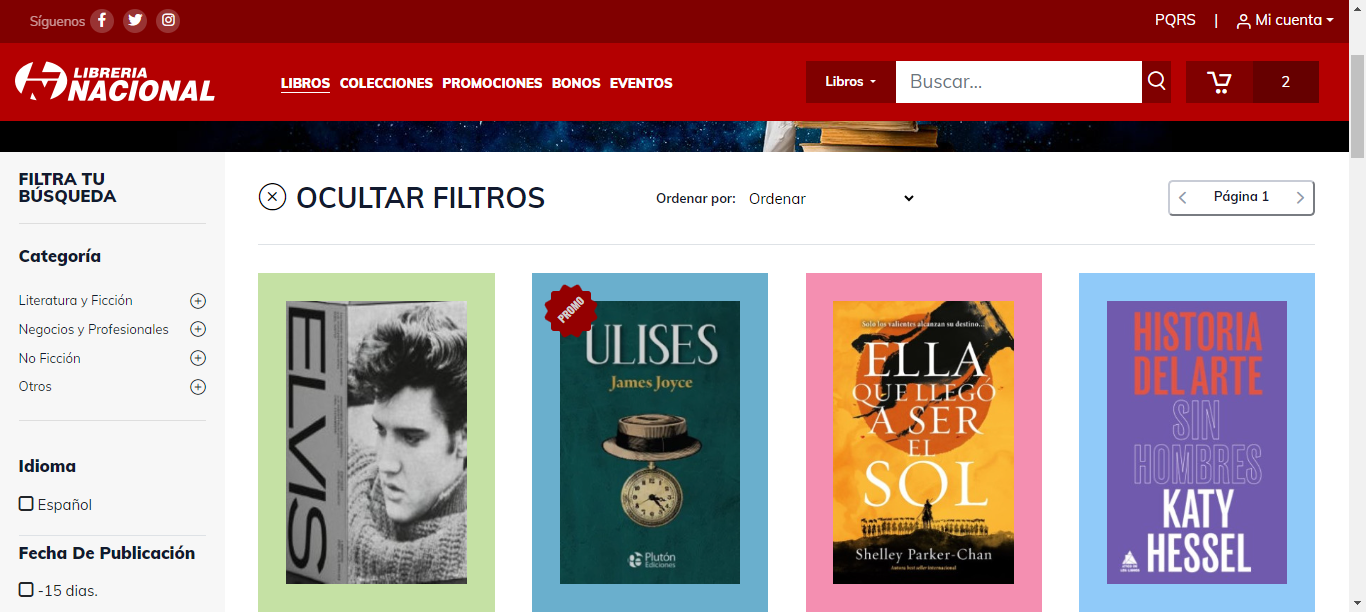 Síguenos
PQRS | Mi cuenta
LIBRERIA
NACIONAL
LIBROS COLECCIONES PROMOCIONES BONOS EVENTOS
Libros
Buscar...
2
FILTRA TU
BÚSQUEDA
OCULTAR FILTROS
Ordenar por: Ordenar
Página 1
Categoría
Literatura y Ficción
Negocios y Profesionales
No Ficción
Otros
Idioma
Español
Fecha De Publicación
-15 dias.
ELVIS
PROMO
ULISES
James Joyce
Plutón
Ediciones
Solo los valientes alcanzan su destino...
ELLA
QUE LLEGÓ
A SER
EL
SOL
Shelley Parker-Chan
Autora best seller internacional
HISTORIA
DEL ARTE
SIN
HOMBRES
KATY
HESSEL